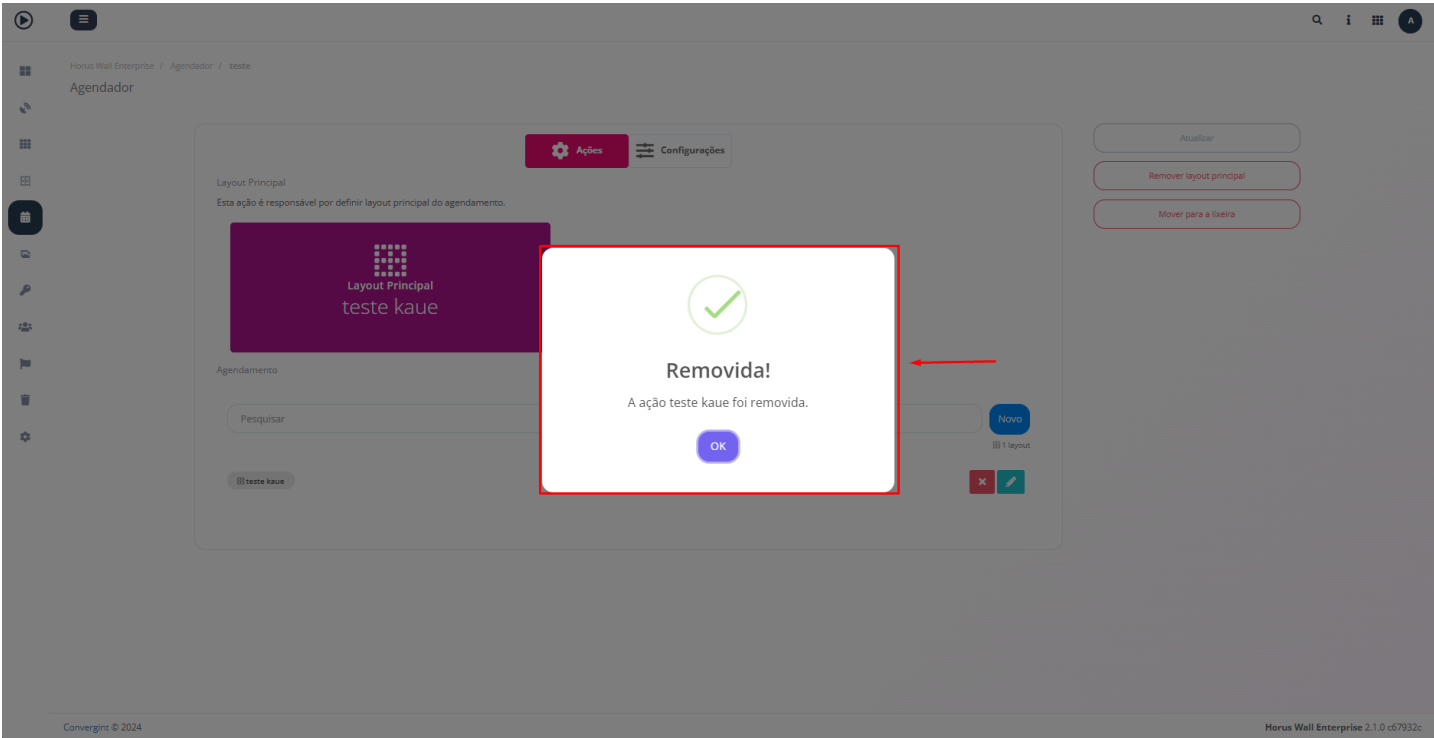 A
Horus Wall Enterprise / Agendador / teste
Agendador
Ações
Configurações
Atualizar
Remover layout principal
Mover para a lixeira
Layout Principal
Esta ação é responsável por definir layout principal do agendamento.
Layout Principal
teste kaue
Removida!
A ação teste kaue foi removida.
OK
Agendamento
Pesquisar
Novo
1 layout
teste kaue
Convergint © 2024
Horus Wall Enterprise 2.1.0 c67932c